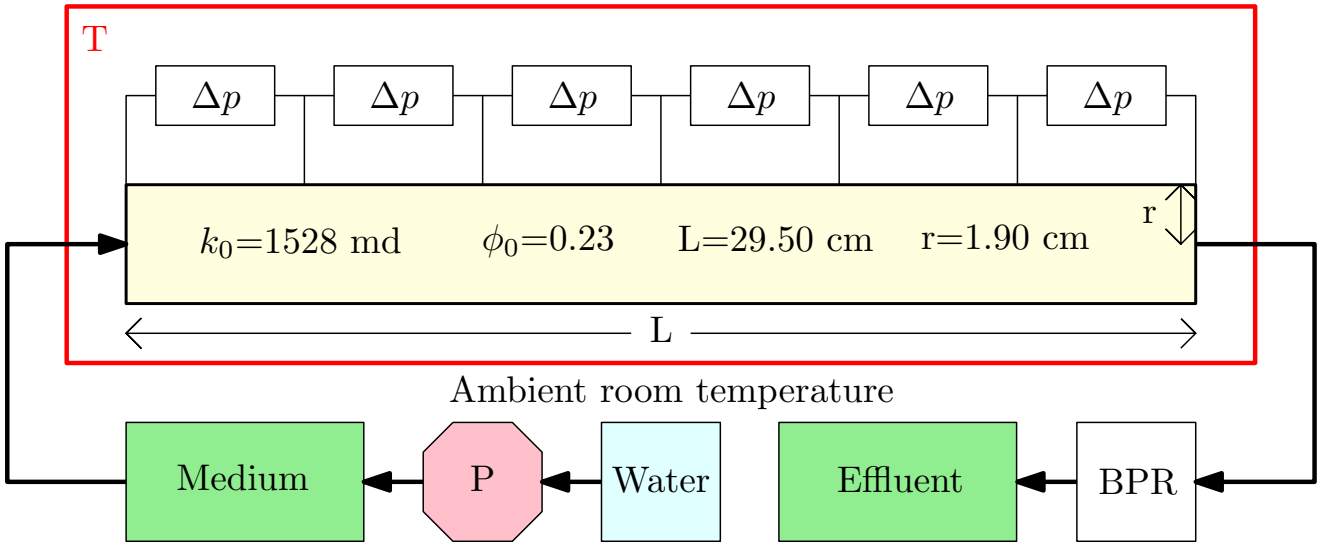 T
Δp Δp Δp Δp Δp Δp
r
k₀=1528 md ϕ₀=0.23 L=29.50 cm r=1.90 cm
L
Ambient room temperature
Medium P Water Effluent BPR